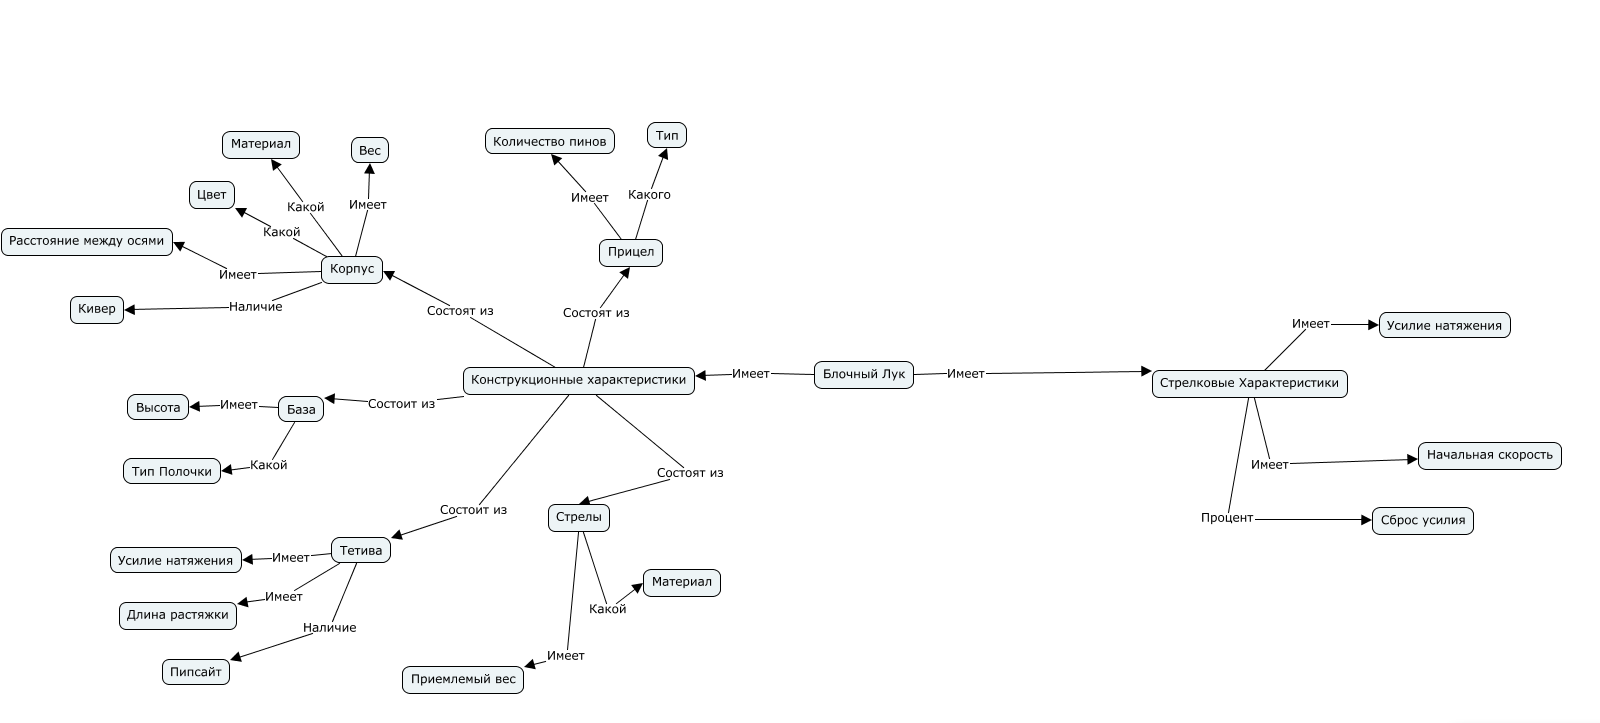 Количество пинов
Тип
Материал
Вес
Цвет
Имеет
Какого
Какой
Имеет
Какой
Расстояние между осями
Прицел
Корпус
Имеет
Кивер
Наличие
Состоят из
Состоят из
Имеет
Усилие натяжения
Конструкционные характеристики
Имеет
Блочный Лук
Имеет
Стрелковые Характеристики
Высота
Имеет
База
Состоит из
Тип Полочки
Какой
Состоят из
Имеет
Начальная скорость
Состоит из
Стрелы
Процент
Сброс усилия
Усилие натяжения
Имеет
Тетива
Материал
Длина растяжки
Имеет
Какой
Наличие
Имеет
Пипсайт
Приемлемый вес